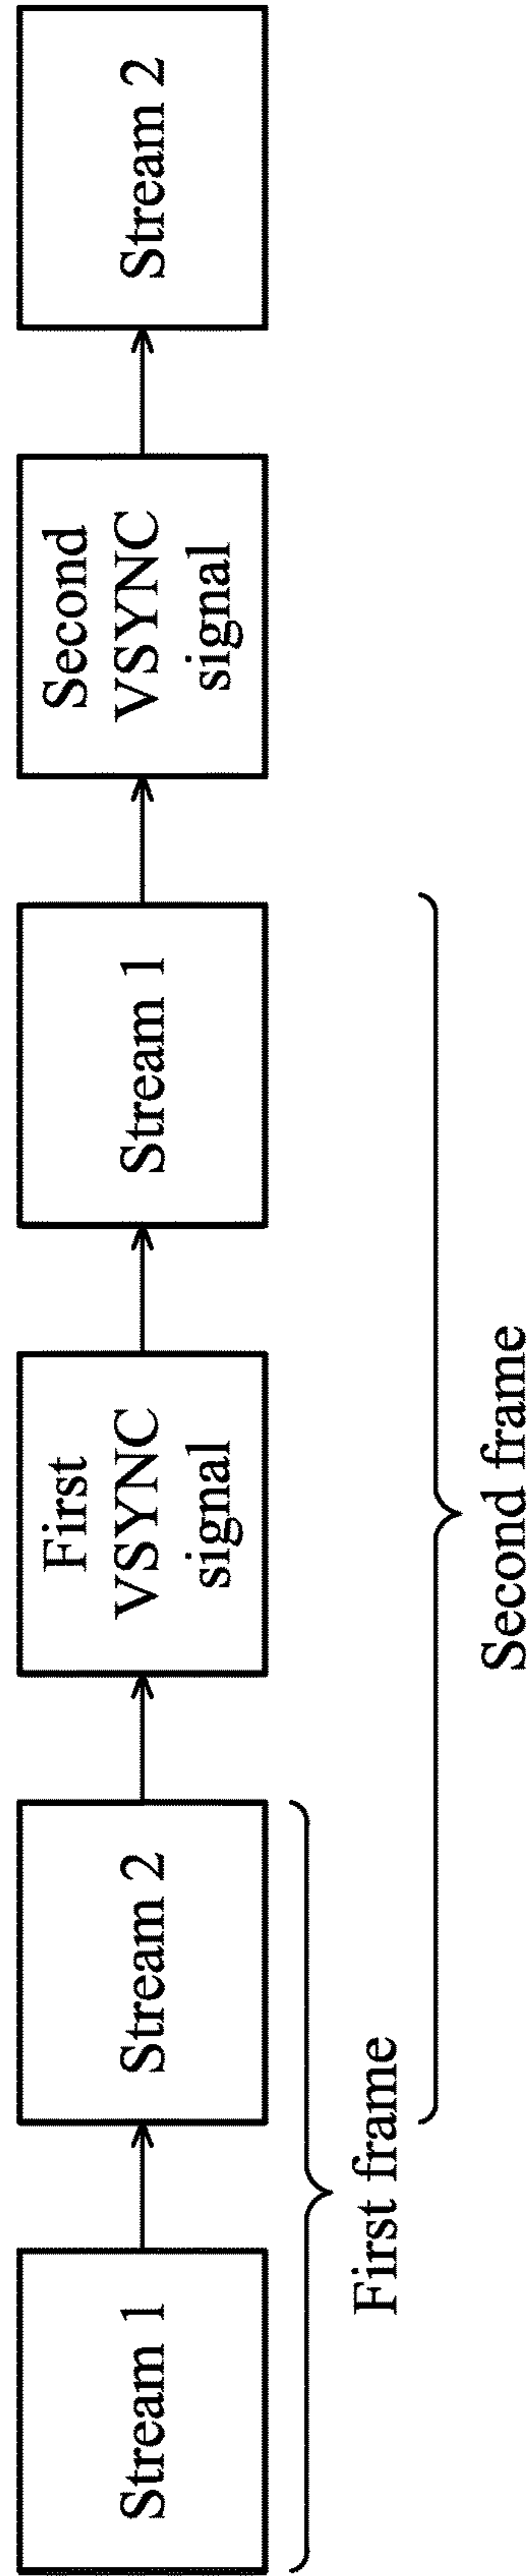 Stream 1
Stream 2
First
VSYNC
signal
Stream 1
Second
VSYNC
signal
Stream 2
First frame
Second frame